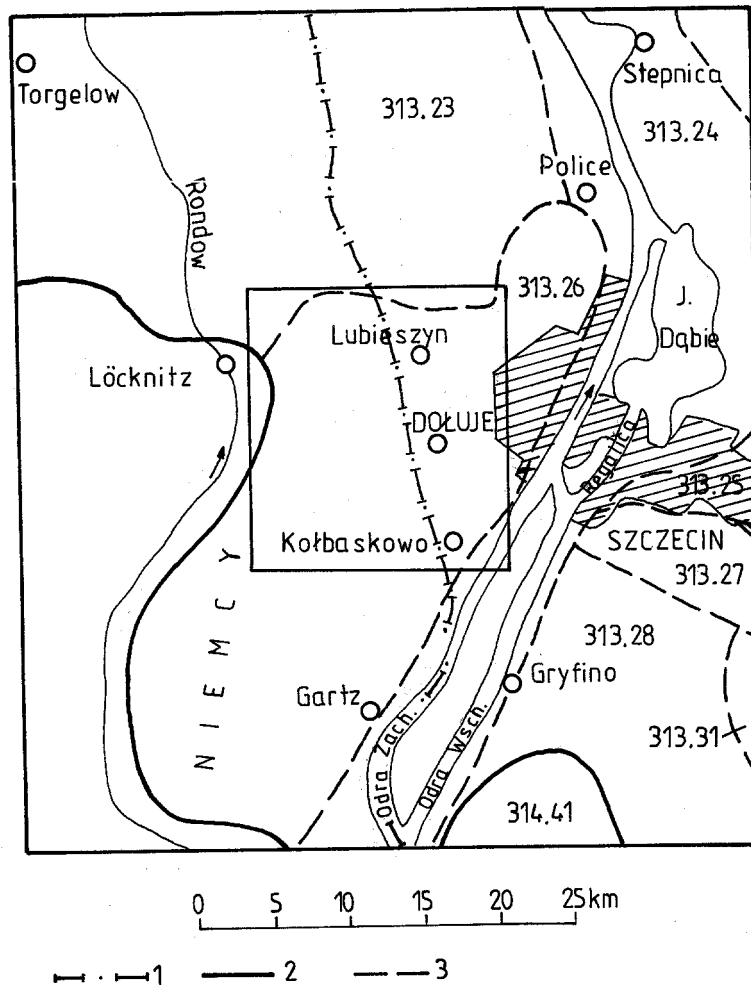 Torgelow
Stepnica
313.23
313.24
Police
Rondow
313.26
J.
Dąbie
Lubieszyn
Löcknitz
DOŁUJE
Regalica
313.25
Kołbaskowo
SZCZECIN
313.27
NIEMCY
313.28
Gartz
Gryfino
313.31
Odra Zach.
Odra Wsch.
314.41
0 5 10 15 20 25km
1 2 3